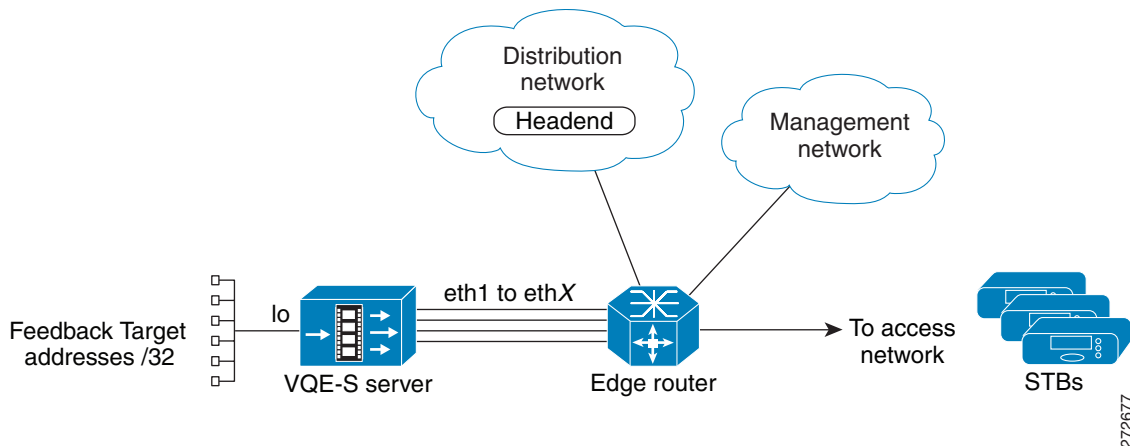 Distribution
network
Headend
Management
network
lo
eth1 to ethX
Feedback Target
addresses /32
To access
network
VQE-S server
Edge router
STBs
272677